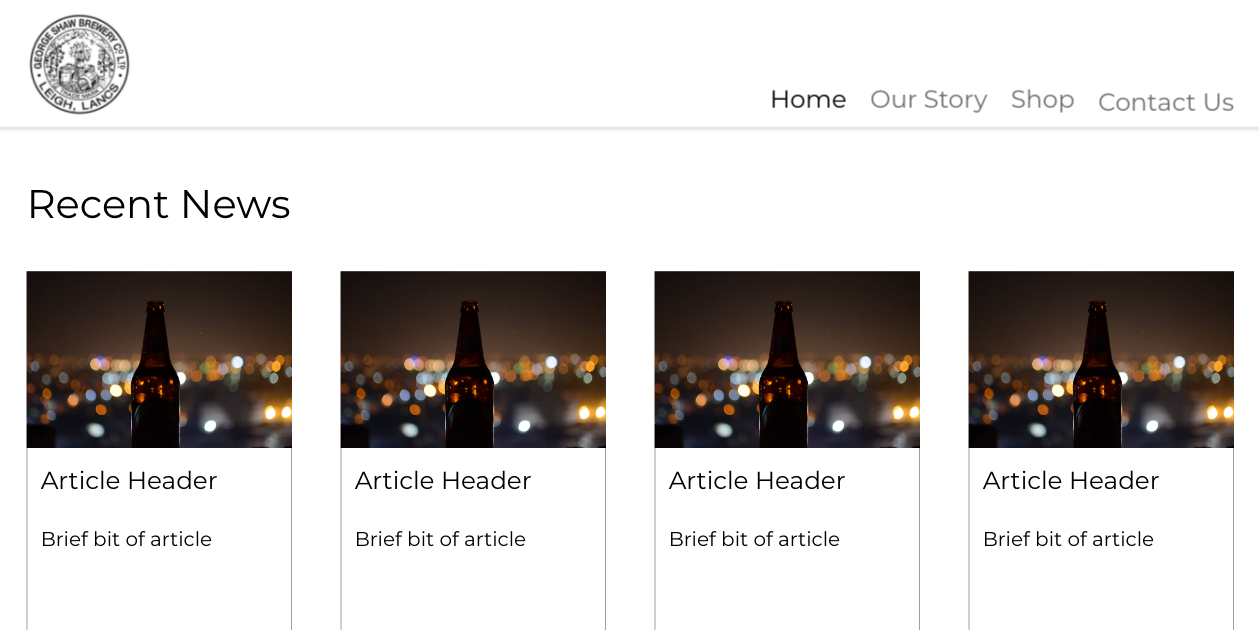 GEORGE SHAW BREWERY CO LTD
LEIGH, LANCS
TRADE MARK
Home Our Story Shop Contact Us
Recent News
Article Header Article Header Article Header Article Header
Brief bit of article Brief bit of article Brief bit of article Brief bit of article